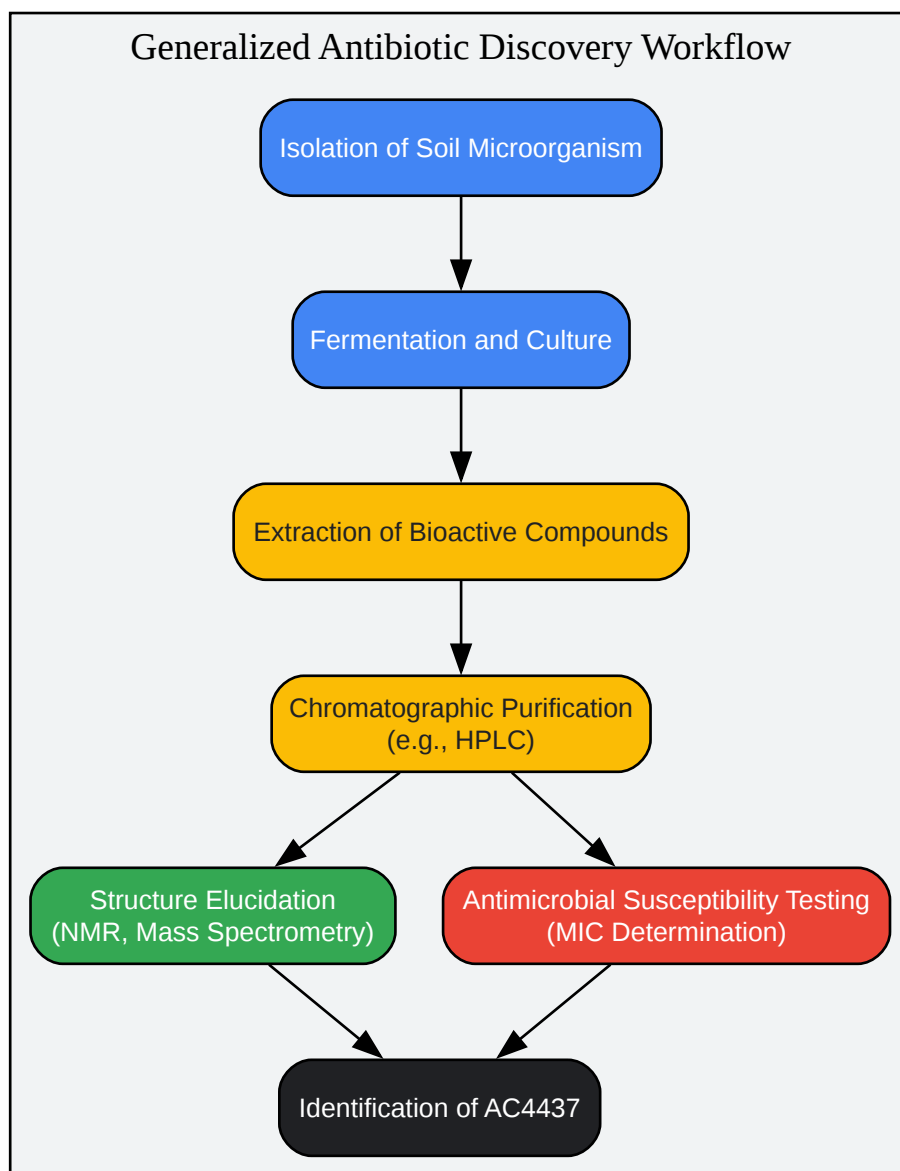 Generalized Antibiotic Discovery Workflow
Isolation of Soil Microorganism
Fermentation and Culture
Extraction of Bioactive Compounds
Chromatographic Purification
(e.g., HPLC)
Structure Elucidation
(NMR, Mass Spectrometry)
Antimicrobial Susceptibility Testing
(MIC Determination)
Identification of AC4437